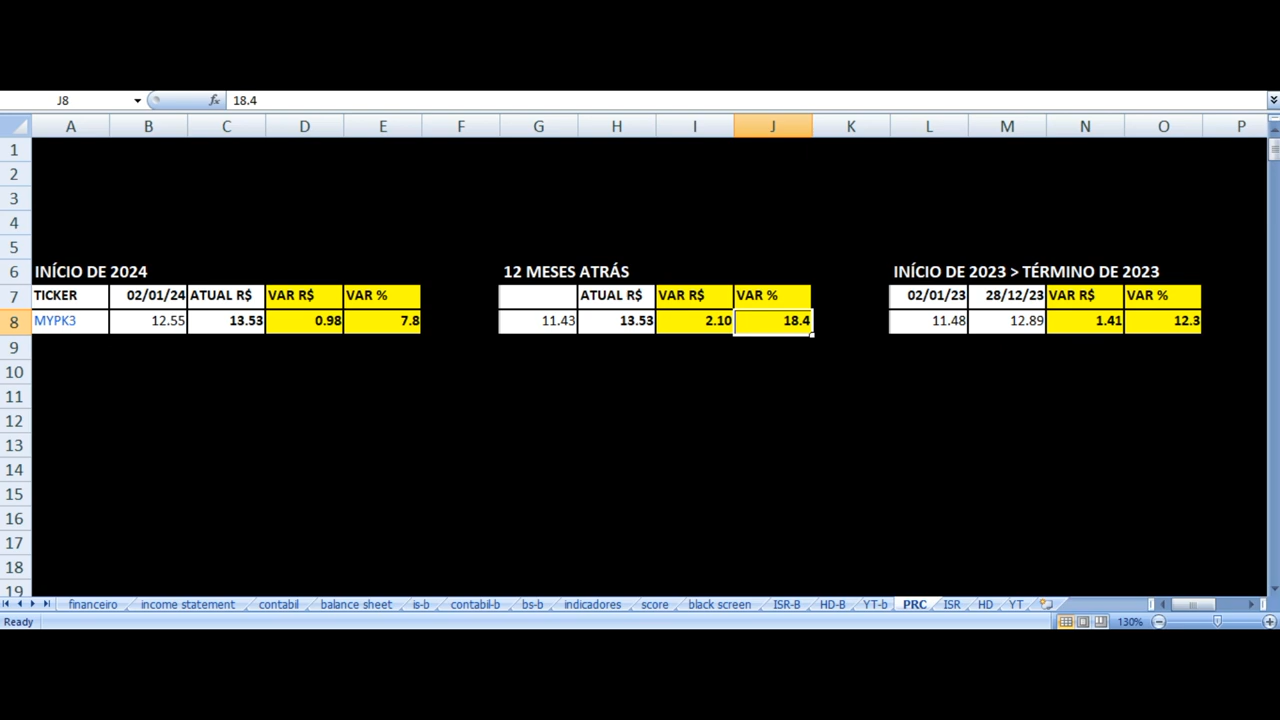 J8 fx 18.4
A B C D E F G H I J K L M N O P
1
2
3
4
5
6 INÍCIO DE 2024 12 MESES ATRÁS INÍCIO DE 2023 > TÉRMINO DE 2023
7 TICKER 02/01/24 ATUAL R$ VAR R$ VAR % ATUAL R$ VAR R$ VAR % 02/01/23 28/12/23 VAR R$ VAR %
8 MYPK3 12.55 13.53 0.98 7.8 11.43 13.53 2.10 18.4 11.48 12.89 1.41 12.3
9
10
11
12
13
14
15
16
17
18
19
financeiro income statement contabil balance sheet is-b contabil-b bs-b indicadores score black screen ISR-B HD-B YT-b PRC ISR HD YT
Ready 130%